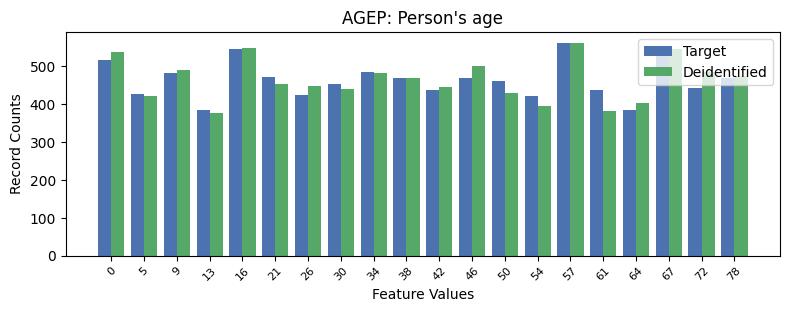 AGEP: Person's age
Target
Deidentified
Record Counts
500
400
300
200
100
0
0 5 9 13 16 21 26 30 34 38 42 46 50 54 57 61 64 67 72 78
Feature Values